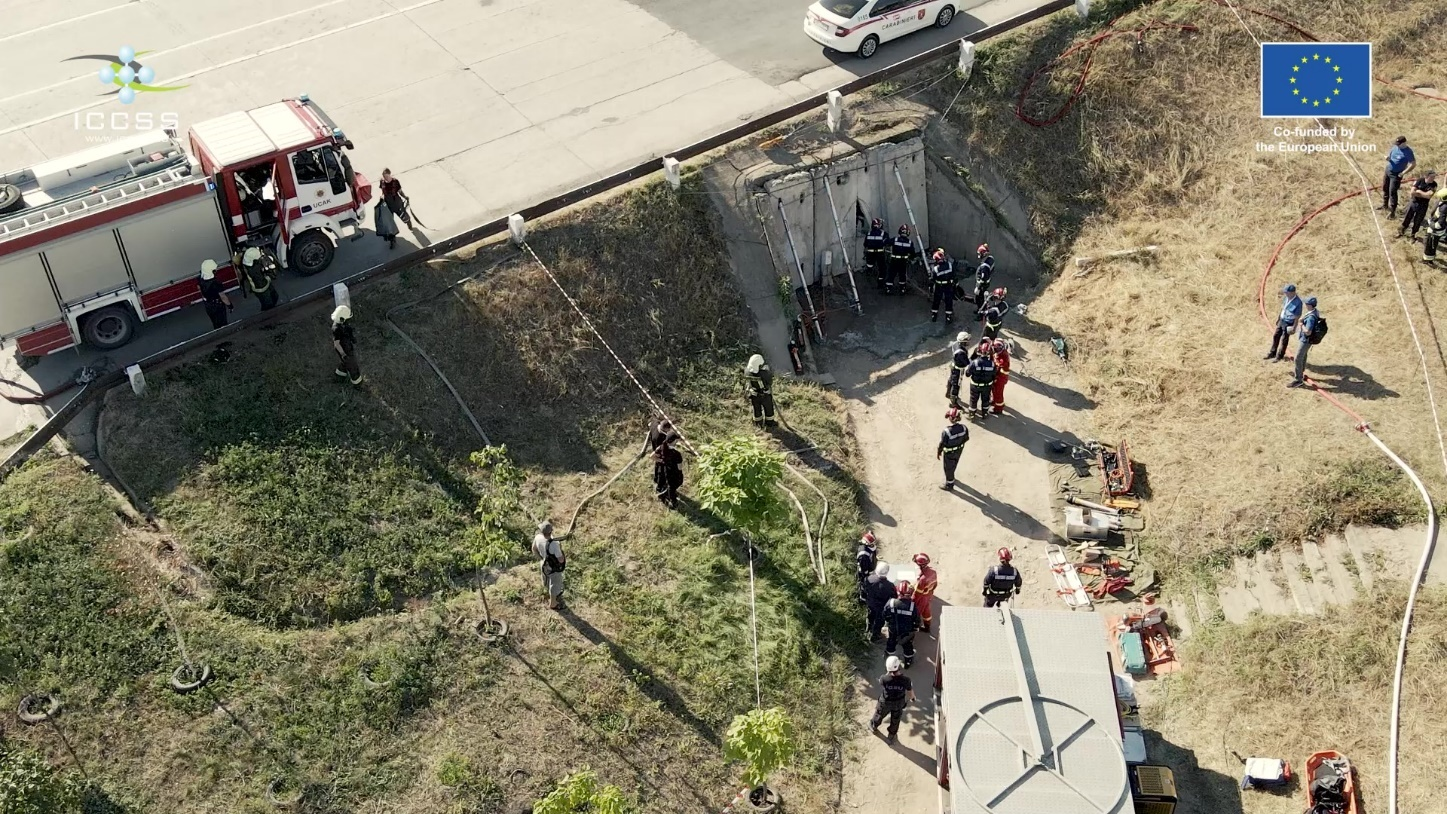 CARABINIERI
ICCSS
UCAK
Co-funded by
the European Union